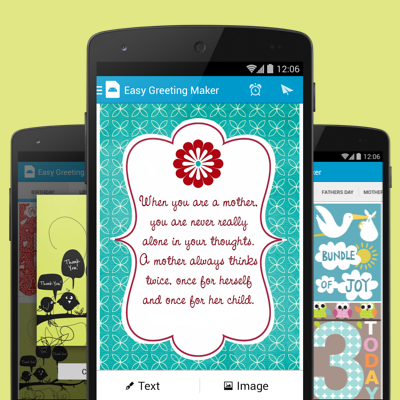 12:06
Easy Greeting Maker
When you are a mother,
you are never really
alone in your thoughts.
A mother always thinks
twice, once for herself
and once for her child.
Text
Image
Easy Greeting
BIRTHDAY
Thank
You!
Thank
You!
12:06
ker
FATHERS DAY
MOTHER
BUNDLE
OF JOY
3
TODAY